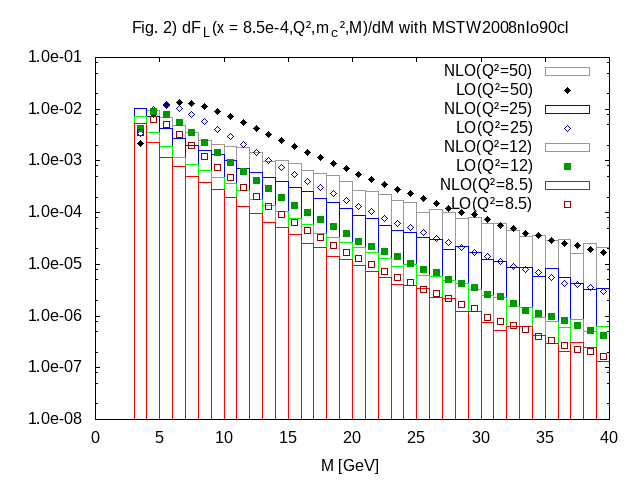 Fig. 2) dF_L(x = 8.5e-4,Q²,m_c²,M)/dM with MSTW2008nlo90cl
1.0e-01
1.0e-02
1.0e-03
1.0e-04
1.0e-05
1.0e-06
1.0e-07
1.0e-08
NLO(Q²=50)
LO(Q²=50)
NLO(Q²=25)
LO(Q²=25)
NLO(Q²=12)
LO(Q²=12)
NLO(Q²=8.5)
LO(Q²=8.5)
0 5 10 15 20 25 30 35 40
M [GeV]